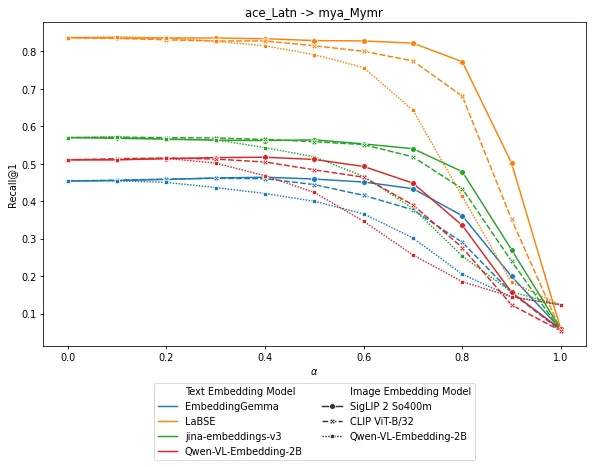 ace_Latn -> mya_Mymr
Recall@1
0.8
0.7
0.6
0.5
0.4
0.3
0.2
0.1
0.0 0.2 0.4 0.6 0.8 1.0
α
Text Embedding Model Image Embedding Model
EmbeddingGemma SigLIP 2 So400m
LaBSE CLIP ViT-B/32
jina-embeddings-v3 Qwen-VL-Embedding-2B
Qwen-VL-Embedding-2B